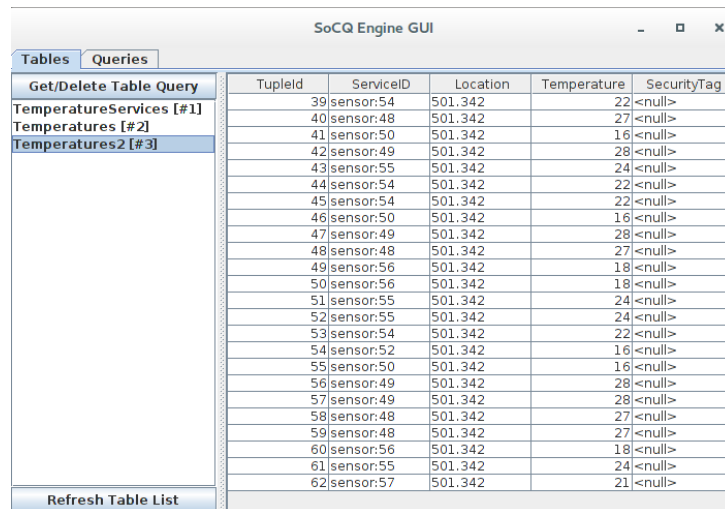 SoCQ Engine GUI
Tables Queries
Get/Delete Table Query
TemperatureServices [#1]
Temperatures [#2]
Temperatures2 [#3]
Refresh Table List
TupleId ServiceID Location Temperature SecurityTag
39 sensor:54 501.342 22 <null>
40 sensor:48 501.342 27 <null>
41 sensor:50 501.342 16 <null>
42 sensor:49 501.342 28 <null>
43 sensor:55 501.342 24 <null>
44 sensor:54 501.342 22 <null>
45 sensor:54 501.342 22 <null>
46 sensor:50 501.342 16 <null>
47 sensor:49 501.342 28 <null>
48 sensor:48 501.342 27 <null>
49 sensor:56 501.342 18 <null>
50 sensor:56 501.342 18 <null>
51 sensor:55 501.342 24 <null>
52 sensor:55 501.342 24 <null>
53 sensor:54 501.342 22 <null>
54 sensor:52 501.342 16 <null>
55 sensor:50 501.342 16 <null>
56 sensor:49 501.342 28 <null>
57 sensor:49 501.342 28 <null>
58 sensor:48 501.342 27 <null>
59 sensor:48 501.342 27 <null>
60 sensor:56 501.342 18 <null>
61 sensor:55 501.342 24 <null>
62 sensor:57 501.342 21 <null>